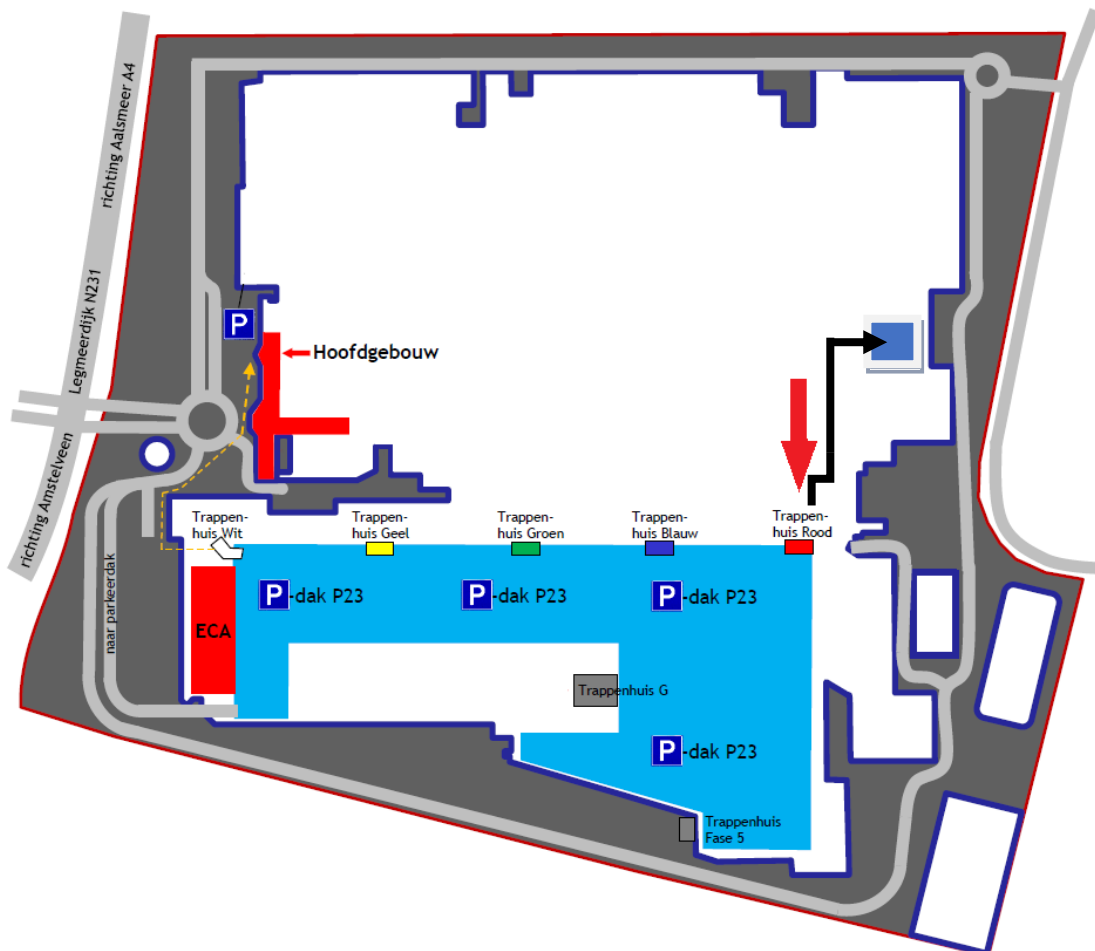 richting Aalsmeer A4
Legmeerdijk N231
richting Amstelveen
P
Hoofdgebouw
Trappen-
huis Wit
Trappen-
huis Geel
Trappen-
huis Groen
Trappen-
huis Blauw
Trappen-
huis Rood
naar parkeerdak
P-dak P23
P-dak P23
P-dak P23
ECA
Trappenhuis G
P-dak P23
Trappenhuis
Fase 5